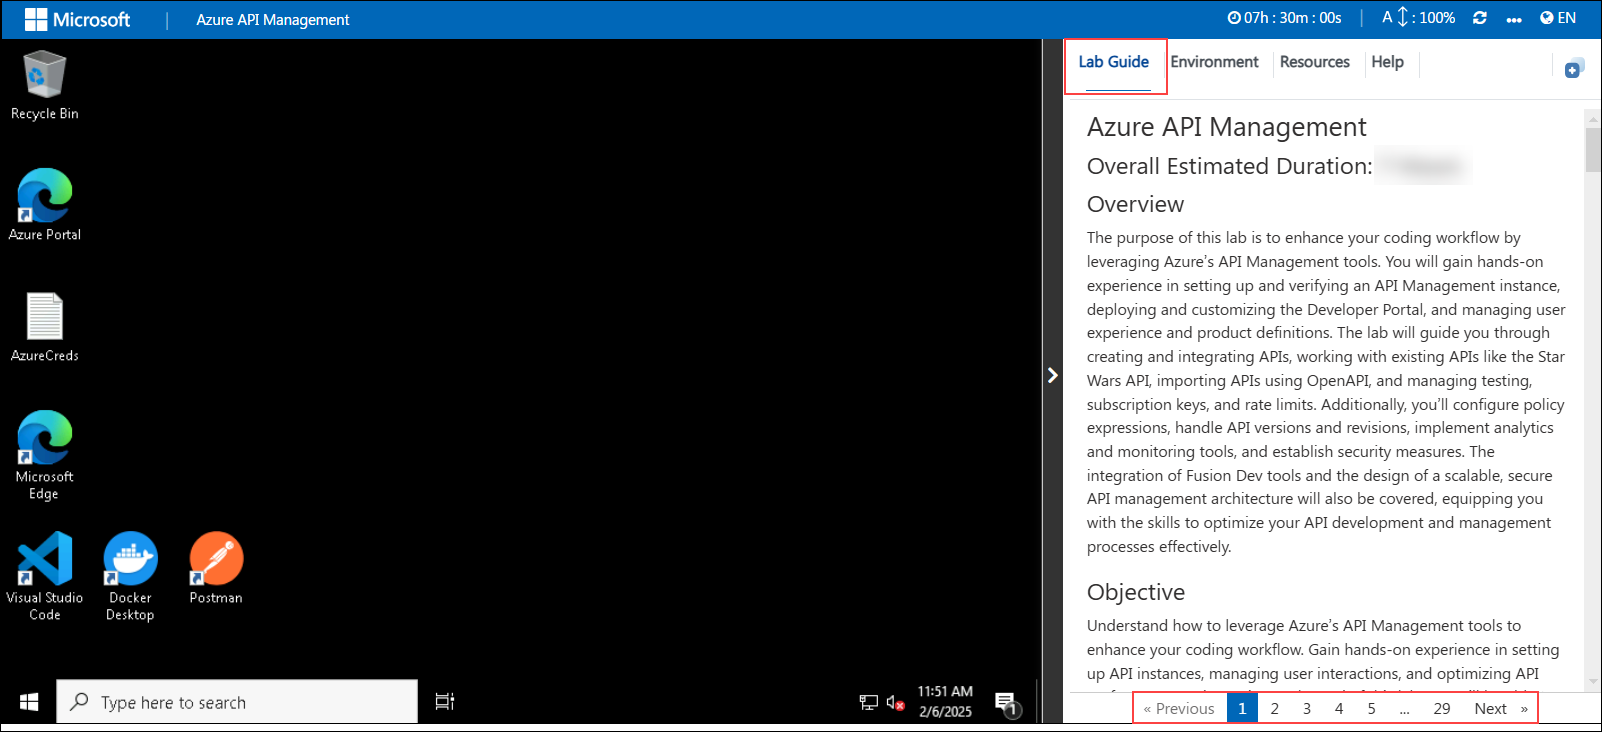 Microsoft | Azure API Management
07h : 30m : 00s | A : 100% ... EN
Recycle Bin
Azure Portal
AzureCreds
Microsoft
Edge
Visual Studio
Code
Docker
Desktop
Postman
Type here to search
11:51 AM
2/6/2025
1
Lab Guide Environment Resources Help
Azure API Management
Overall Estimated Duration:
Overview
The purpose of this lab is to enhance your coding workflow by
leveraging Azure’s API Management tools. You will gain hands-on
experience in setting up and verifying an API Management instance,
deploying and customizing the Developer Portal, and managing user
experience and product definitions. The lab will guide you through
creating and integrating APIs, working with existing APIs like the Star
Wars API, importing APIs using OpenAPI, and managing testing,
subscription keys, and rate limits. Additionally, you’ll configure policy
expressions, handle API versions and revisions, implement analytics
and monitoring tools, and establish security measures. The
integration of Fusion Dev tools and the design of a scalable, secure
API management architecture will also be covered, equipping you
with the skills to optimize your API development and management
processes effectively.
Objective
Understand how to leverage Azure’s API Management tools to
enhance your coding workflow. Gain hands-on experience in setting
up API instances, managing user interactions, and optimizing API
« Previous 1 2 3 4 5 ... 29 Next »